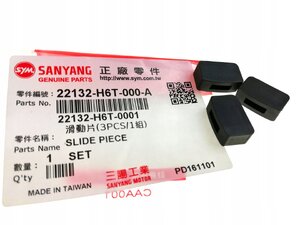 SYM SANYANG 正廠零件
GENUINE PARTS
零件編號: 22132-H6T-000-A
Parts No.
22132-H6T-0001
滑動片(3PCS/1組)
零件名稱: SLIDE PIECE
Parts Name:
數量: 1 SET
Q'ty
MADE IN TAIWAN
三陽工業
SANYANG MOTOR
PD161101
CAA001